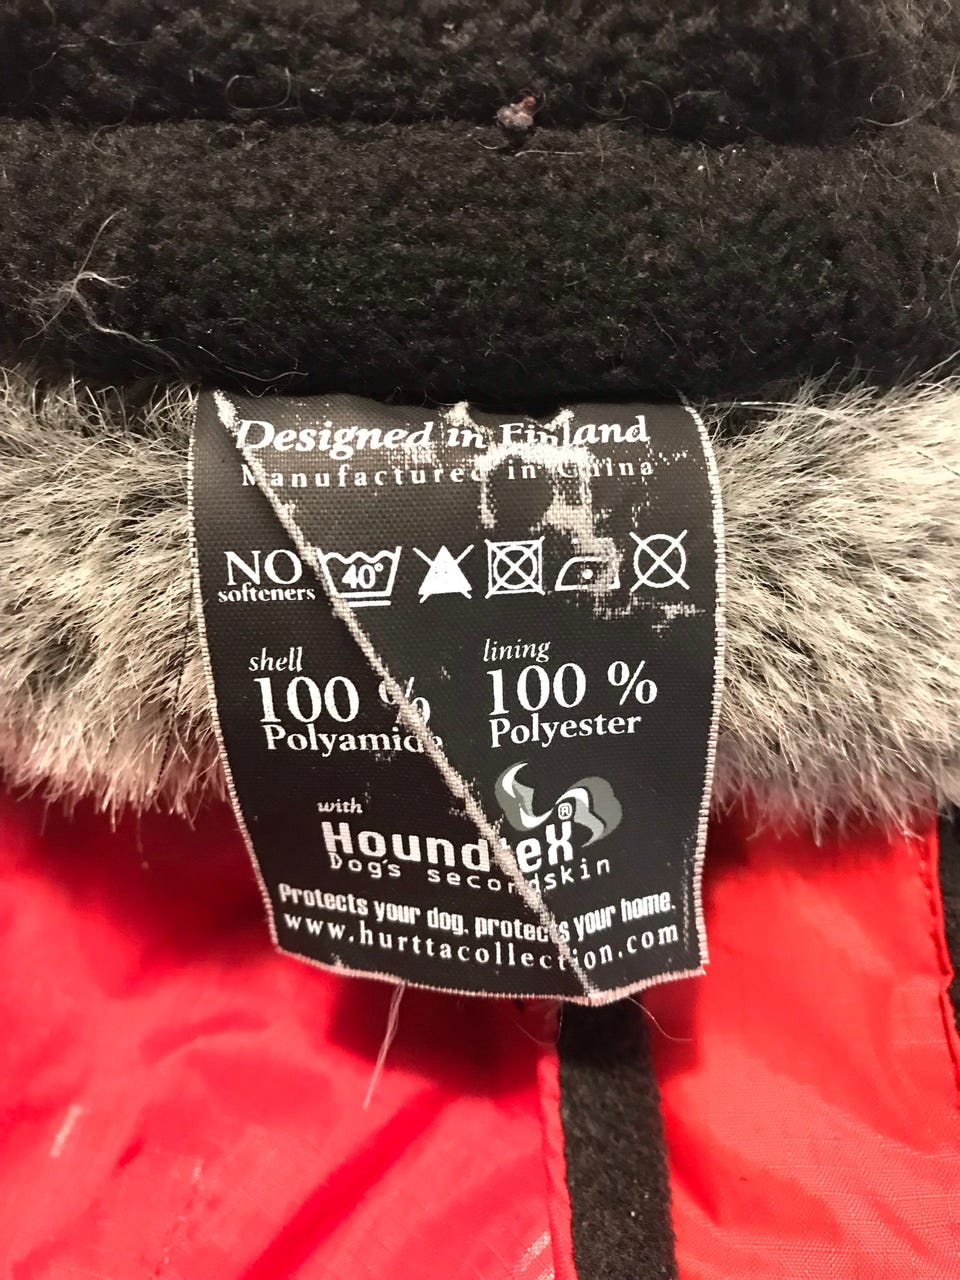 Designed in Finland
Manufactured in China
NO
softeners
40°
shell
100 %
Polyamide
lining
100 %
Polyester
with
Houndtex®
Dog's secondskin
Protects your dog, protects your home.
www.hurttacollection.com